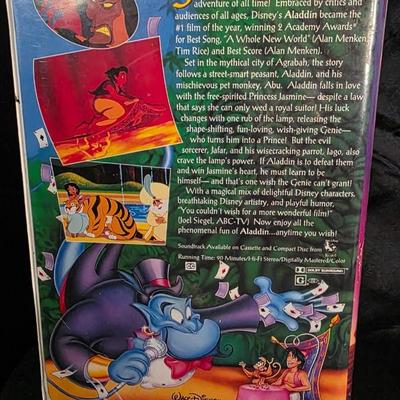 adventure of all time! Embraced by critics and
audiences of all ages, Disney's Aladdin became the
#1 film of the year, winning 2 Academy Awards®
for Best Song, "A Whole New World" (Alan Menken,
Tim Rice) and Best Score (Alan Menken).
Set in the mythical city of Agrabah, the story
follows a street-smart peasant, Aladdin, and his
mischievous pet monkey, Abu. Aladdin falls in love
with the free-spirited Princess Jasmine—despite a law
that says she can only wed a royal suitor! His luck
changes with one rub of the lamp, releasing the
shape-shifting, fun-loving, wish-giving Genie—
who turns him into a Prince! But the evil
sorcerer, Jafar, and his wisecracking parrot, Iago, also
crave the lamp's power. If Aladdin is to defeat them
and win Jasmine's heart, he must learn to be
himself—and that's one wish the Genie can't grant!
With a magical mix of delightful Disney characters,
breathtaking Disney artistry, and playful humor,
"You couldn't wish for a more wonderful film!"
(Joel Siegel, ABC-TV) Now enjoy all the
phenomenal fun of Aladdin...anytime you wish!
Soundtrack Available on Cassette and Compact Disc from
Running Time: 90 Minutes/Hi-Fi Stereo/Digitally Mastered/Color
CC
G
DOLBY SURROUND
Walt Disney